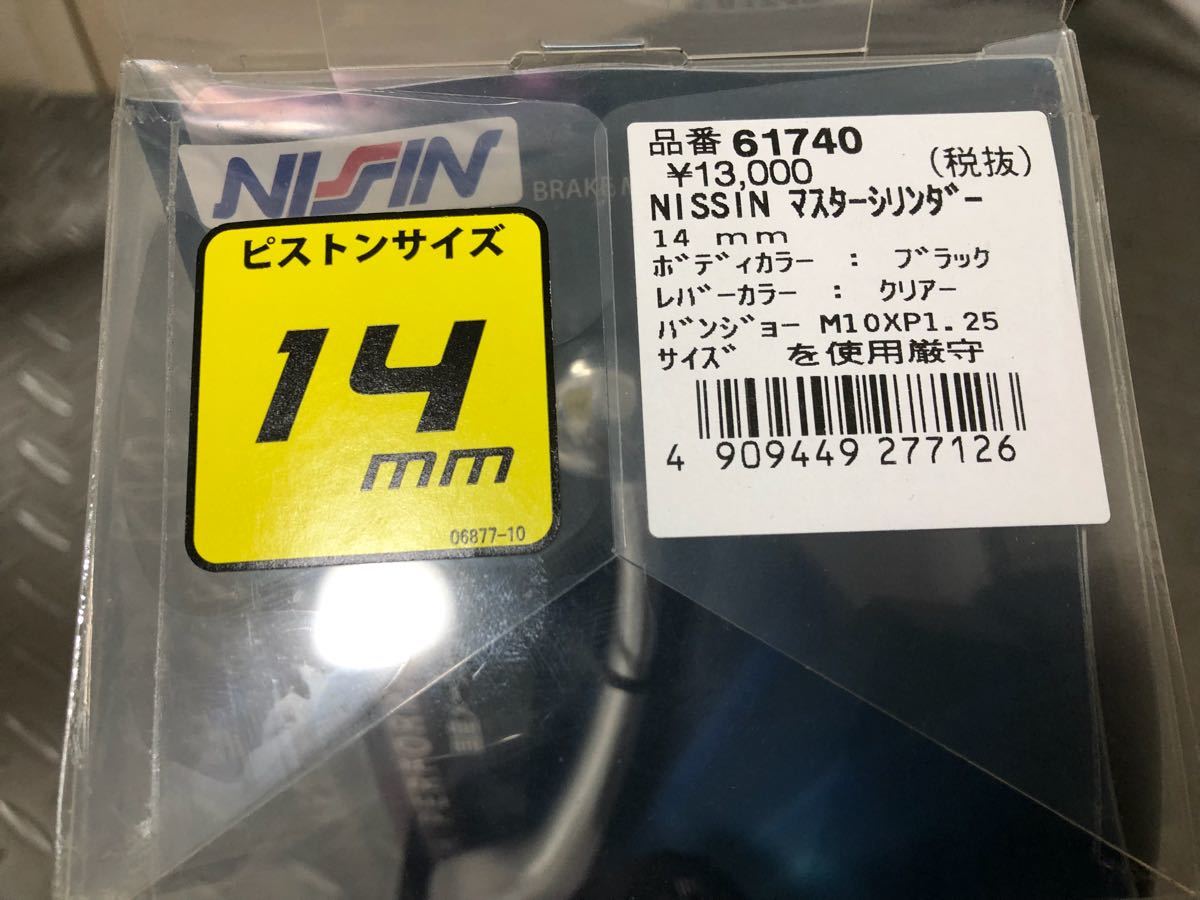 NISSIN
BRAKE M
ピストンサイズ
14
mm
06877-10
品番 61740
¥13,000 (税抜)
NISSIN ﾏｽﾀｰｼﾘﾝﾀﾞｰ
14 mm
ﾎﾞﾃﾞｨｶﾗｰ : ﾌﾞﾗｯｸ
ﾚﾊﾞｰｶﾗｰ : ｸﾘｱｰ
ﾊﾞﾝｼﾞｮｰ M10XP1.25
ｻｲｽﾞ を使用厳守
4 909449 277126